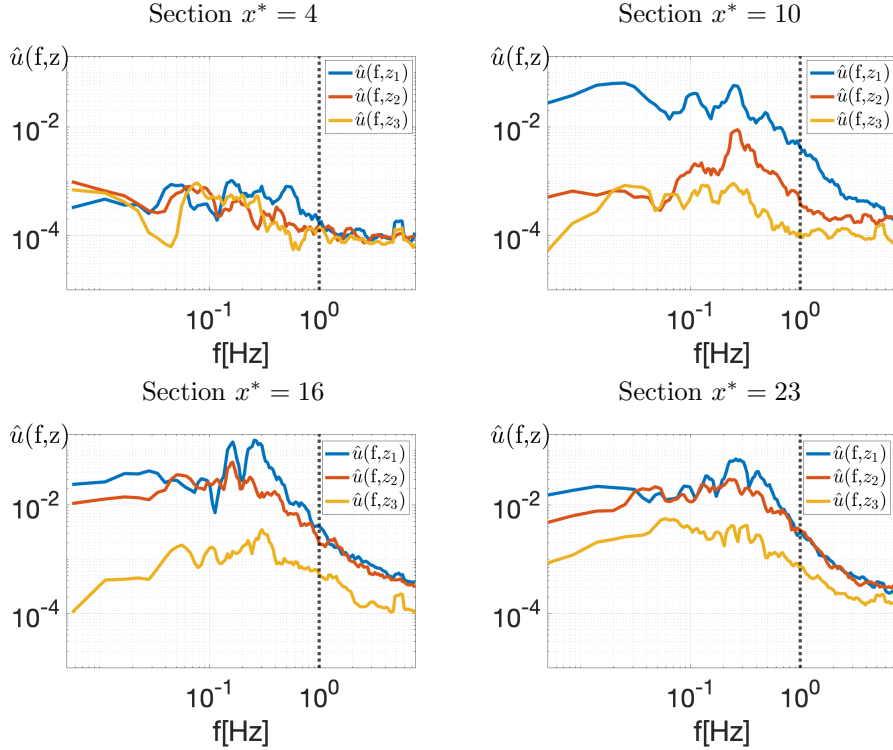 Section x* = 4
û(f,z)
û(f,z₁)
û(f,z₂)
û(f,z₃)
10⁻²
10⁻⁴
10⁻¹
10⁰
f[Hz]
Section x* = 10
û(f,z)
û(f,z₁)
û(f,z₂)
û(f,z₃)
10⁻²
10⁻⁴
10⁻¹
10⁰
f[Hz]
Section x* = 16
û(f,z)
û(f,z₁)
û(f,z₂)
û(f,z₃)
10⁻²
10⁻⁴
10⁻¹
10⁰
f[Hz]
Section x* = 23
û(f,z)
û(f,z₁)
û(f,z₂)
û(f,z₃)
10⁻²
10⁻⁴
10⁻¹
10⁰
f[Hz]